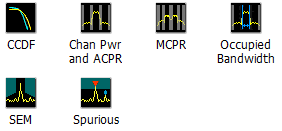 CCDF
Chan Pwr
and ACPR
MCPR
Occupied
Bandwidth
SEM
Spurious